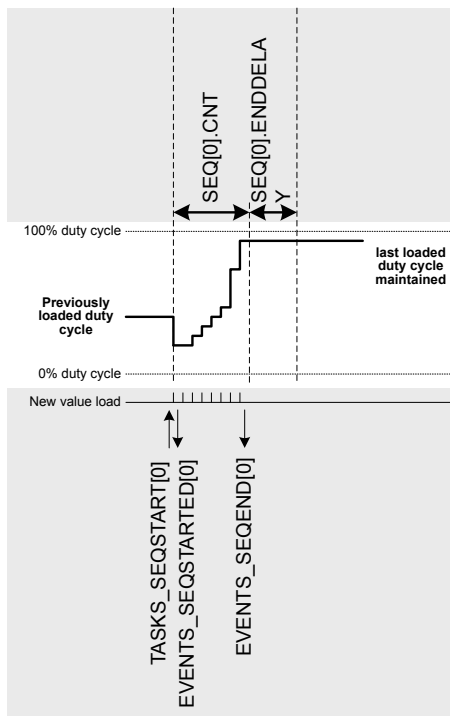 SEQ[0].CNT
SEQ[0].ENDDELA
Y
100% duty cycle
Previously
loaded duty
cycle
last loaded
duty cycle
maintained
0% duty cycle
New value load
TASKS_SEQSTART[0]
EVENTS_SEQSTARTED[0]
EVENTS_SEQEND[0]